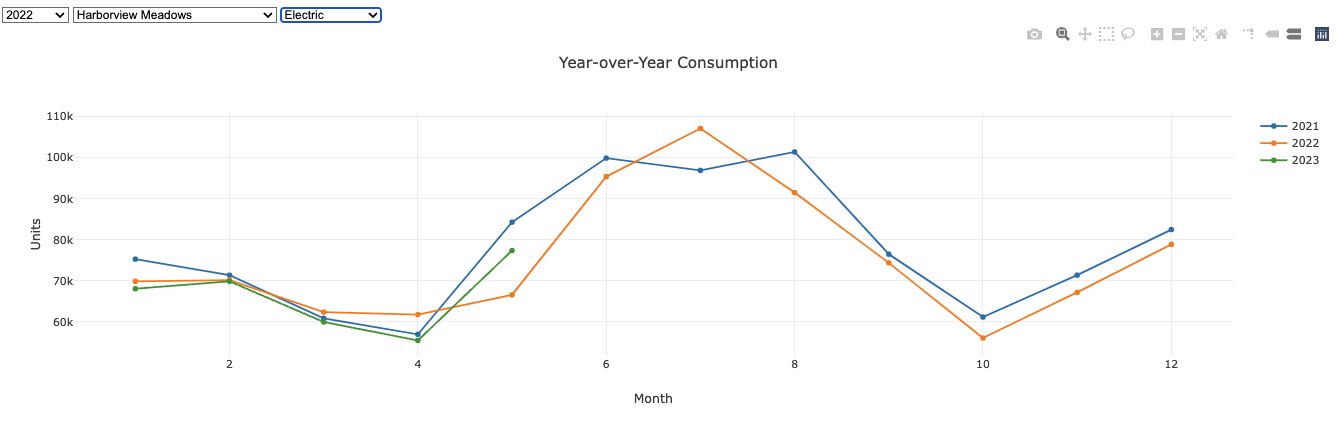 2022 Harborview Meadows Electric
Year-over-Year Consumption
110k
100k
90k
80k
70k
60k
Units
2 4 6 8 10 12
Month
2021
2022
2023